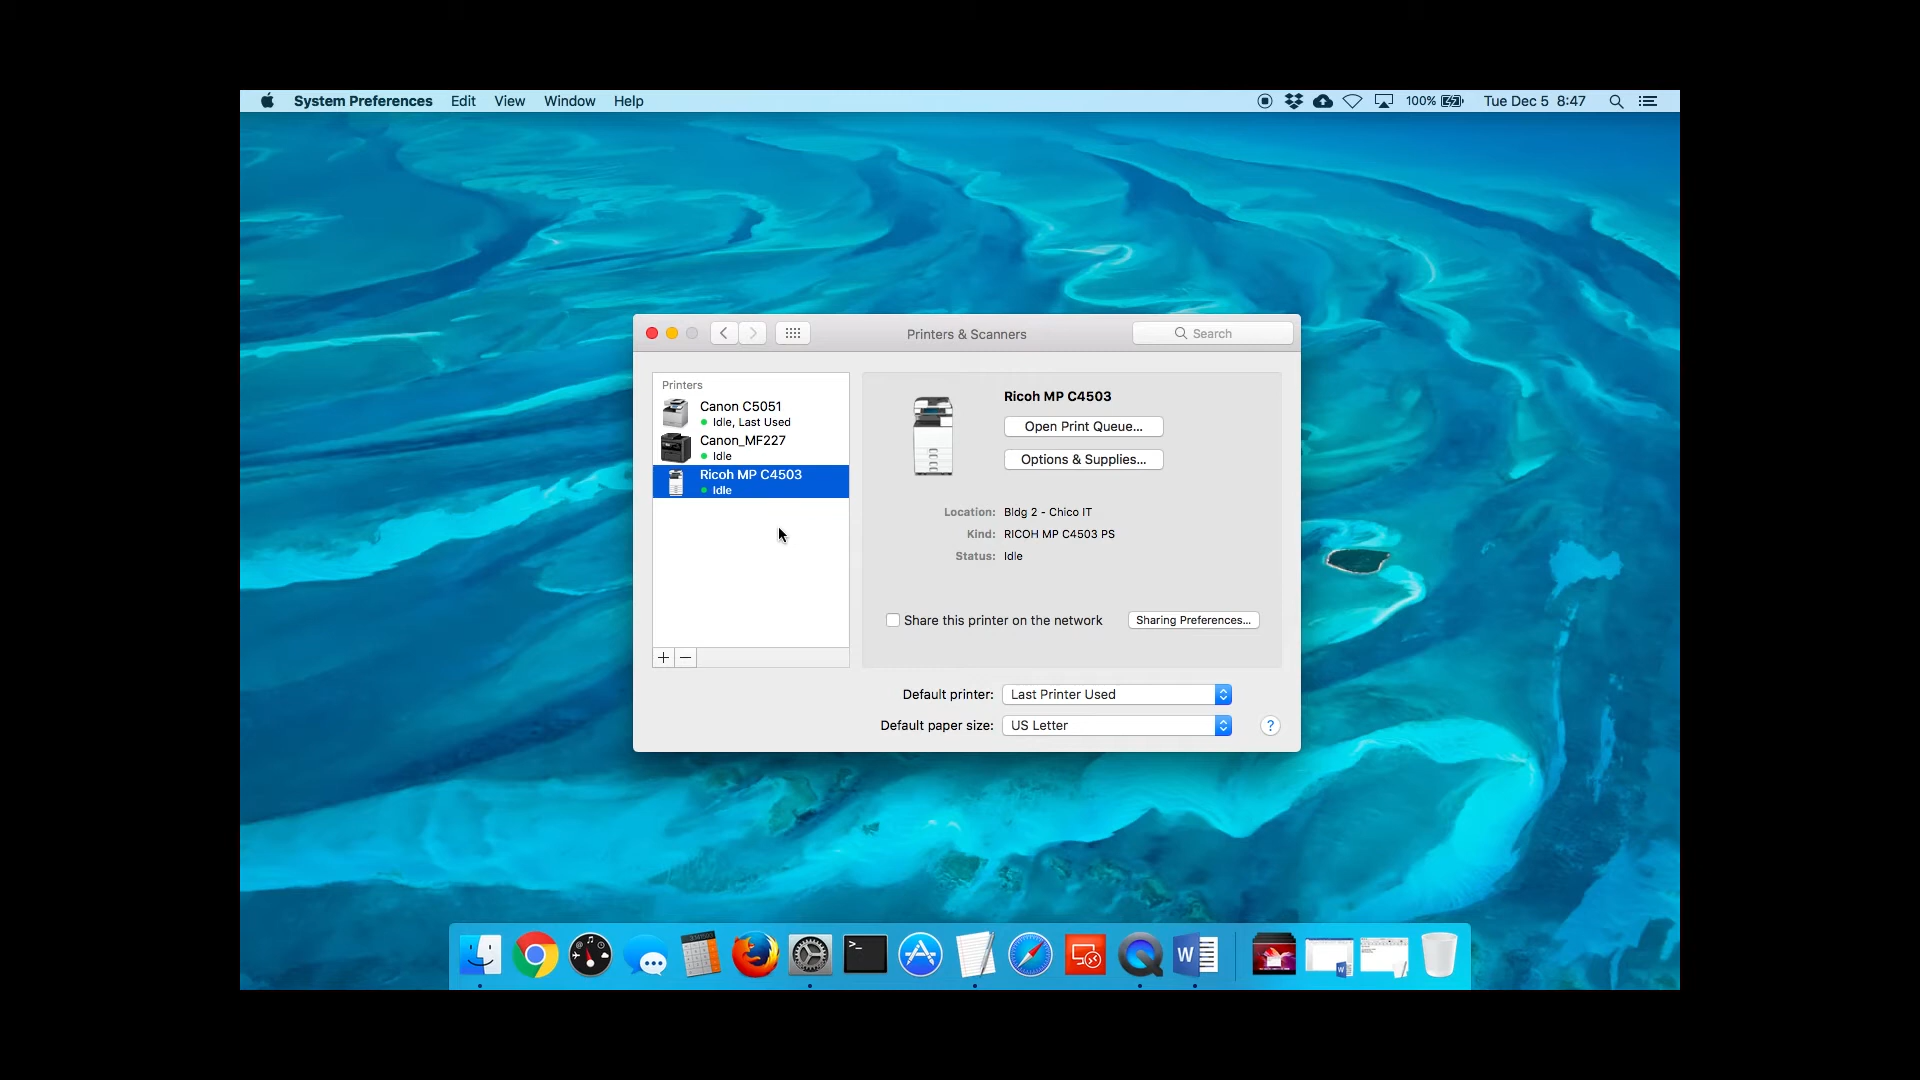 System Preferences Edit View Window Help 100% Tue Dec 5 8:47
Printers & Scanners Search
Printers
Canon C5051
Idle, Last Used
Canon_MF227
Idle
Ricoh MP C4503
Idle
+ −
Ricoh MP C4503
Open Print Queue...
Options & Supplies...
Location: Bldg 2 - Chico IT
Kind: RICOH MP C4503 PS
Status: Idle
Share this printer on the network Sharing Preferences...
Default printer: Last Printer Used
Default paper size: US Letter ?
>_
W